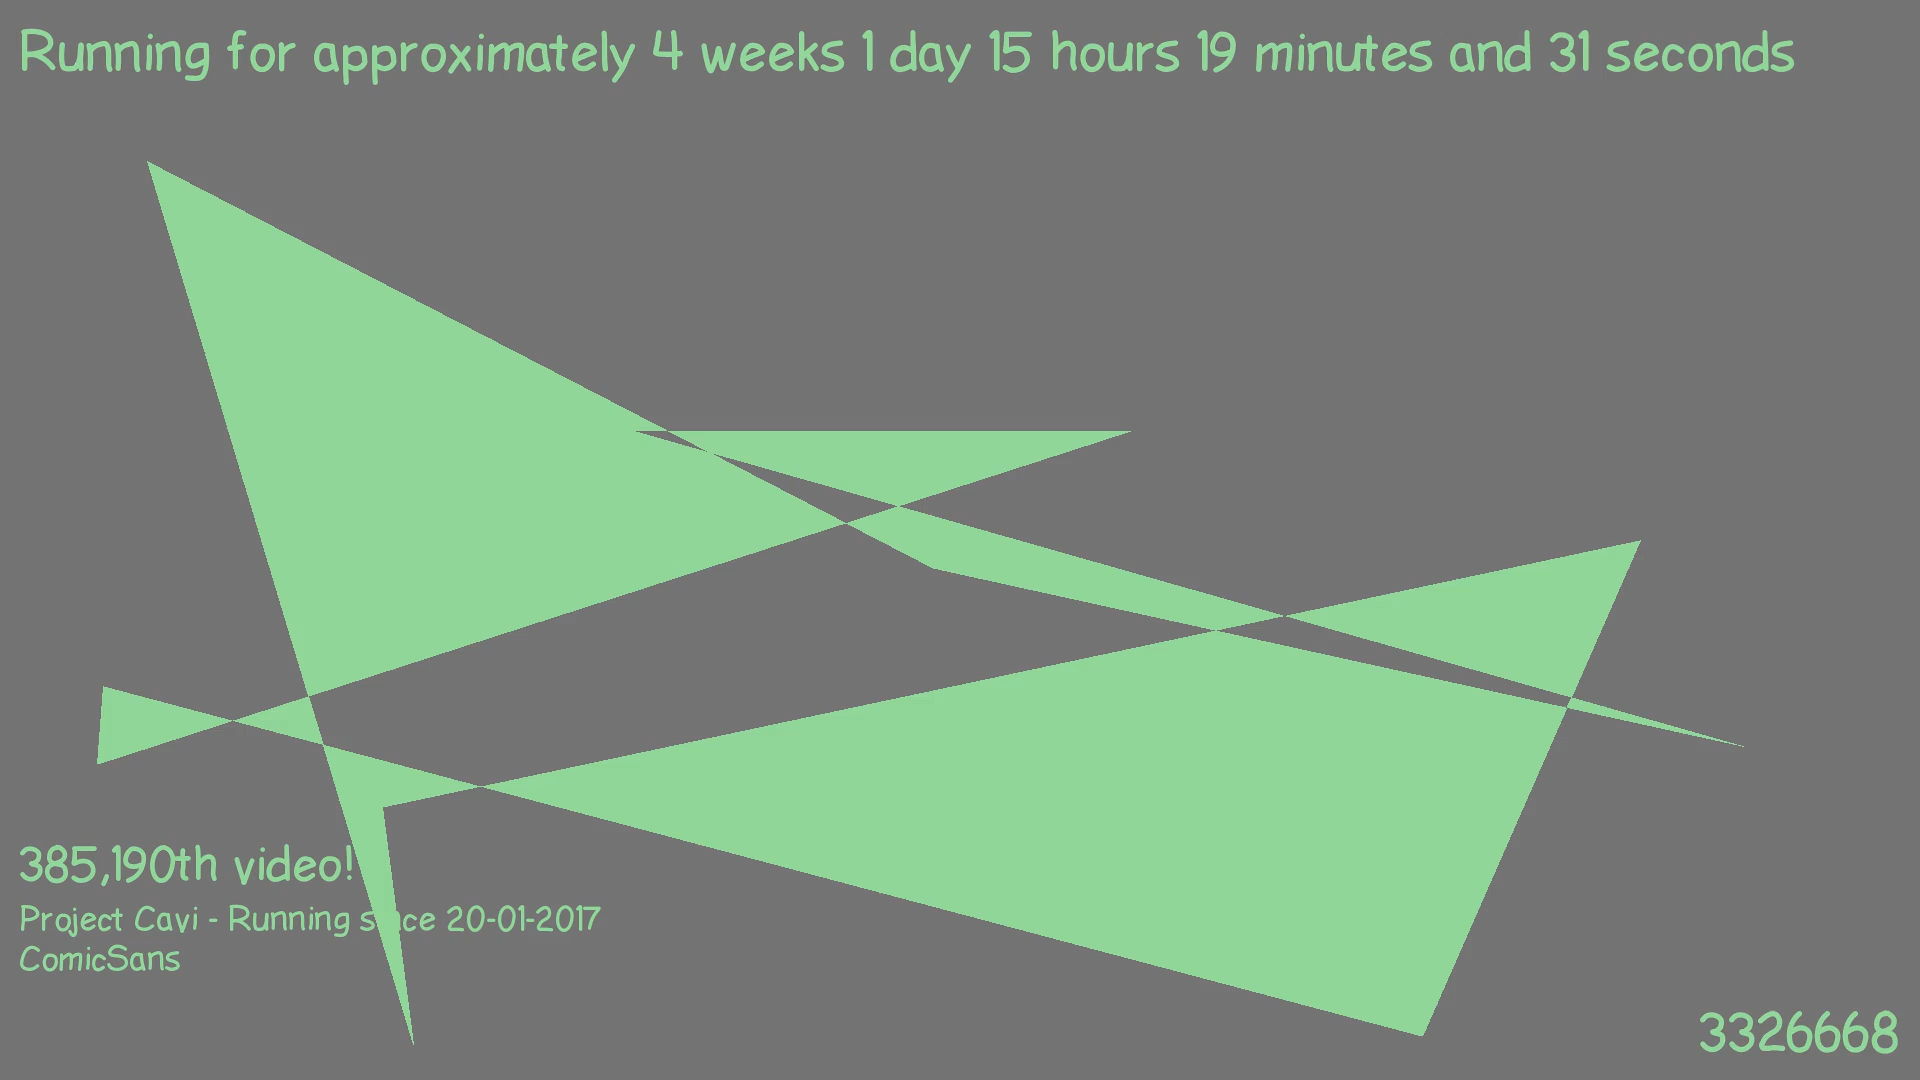 Running for approximately 4 weeks 1 day 15 hours 19 minutes and 31 seconds
385,190th video!
Project Cavi - Running since 20-01-2017
ComicSans
3326668